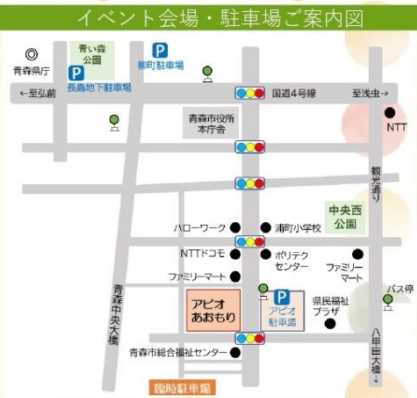 イベント会場・駐車場ご案内図
青森県庁
青い森
公園
P
長島地下駐車場
P
柳町駐車場
←至弘前
国道4号線
至浅虫→
青森市役所
本庁舎
NTT
観光通り
中央西
公園
ハローワーク
浦町小学校
NTTドコモ
ポリテク
センター
ファミリー
マート
ファミリーマート
バス停
青森中央大橋
アピオ
あおもり
P
アピオ
駐車場
県民福祉
プラザ
八甲田大橋→
青森市総合福祉センター
臨時駐車場